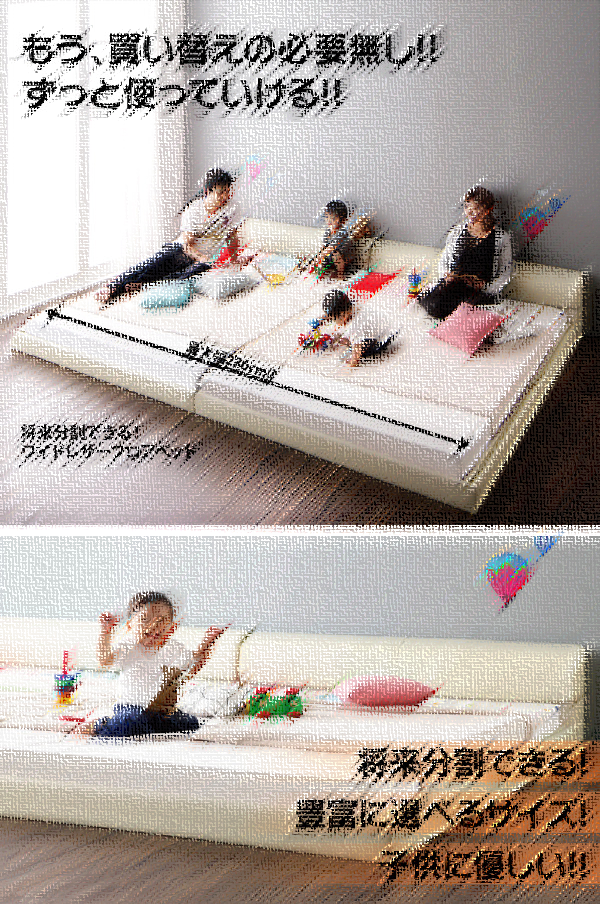 もう、買い替えの必要無し!!
ずっと使っていける!!
将来分割できる!
ワイドレザーフロアベッド
将来分割できる!
豊富に選べるサイズ!
子供に優しい!!